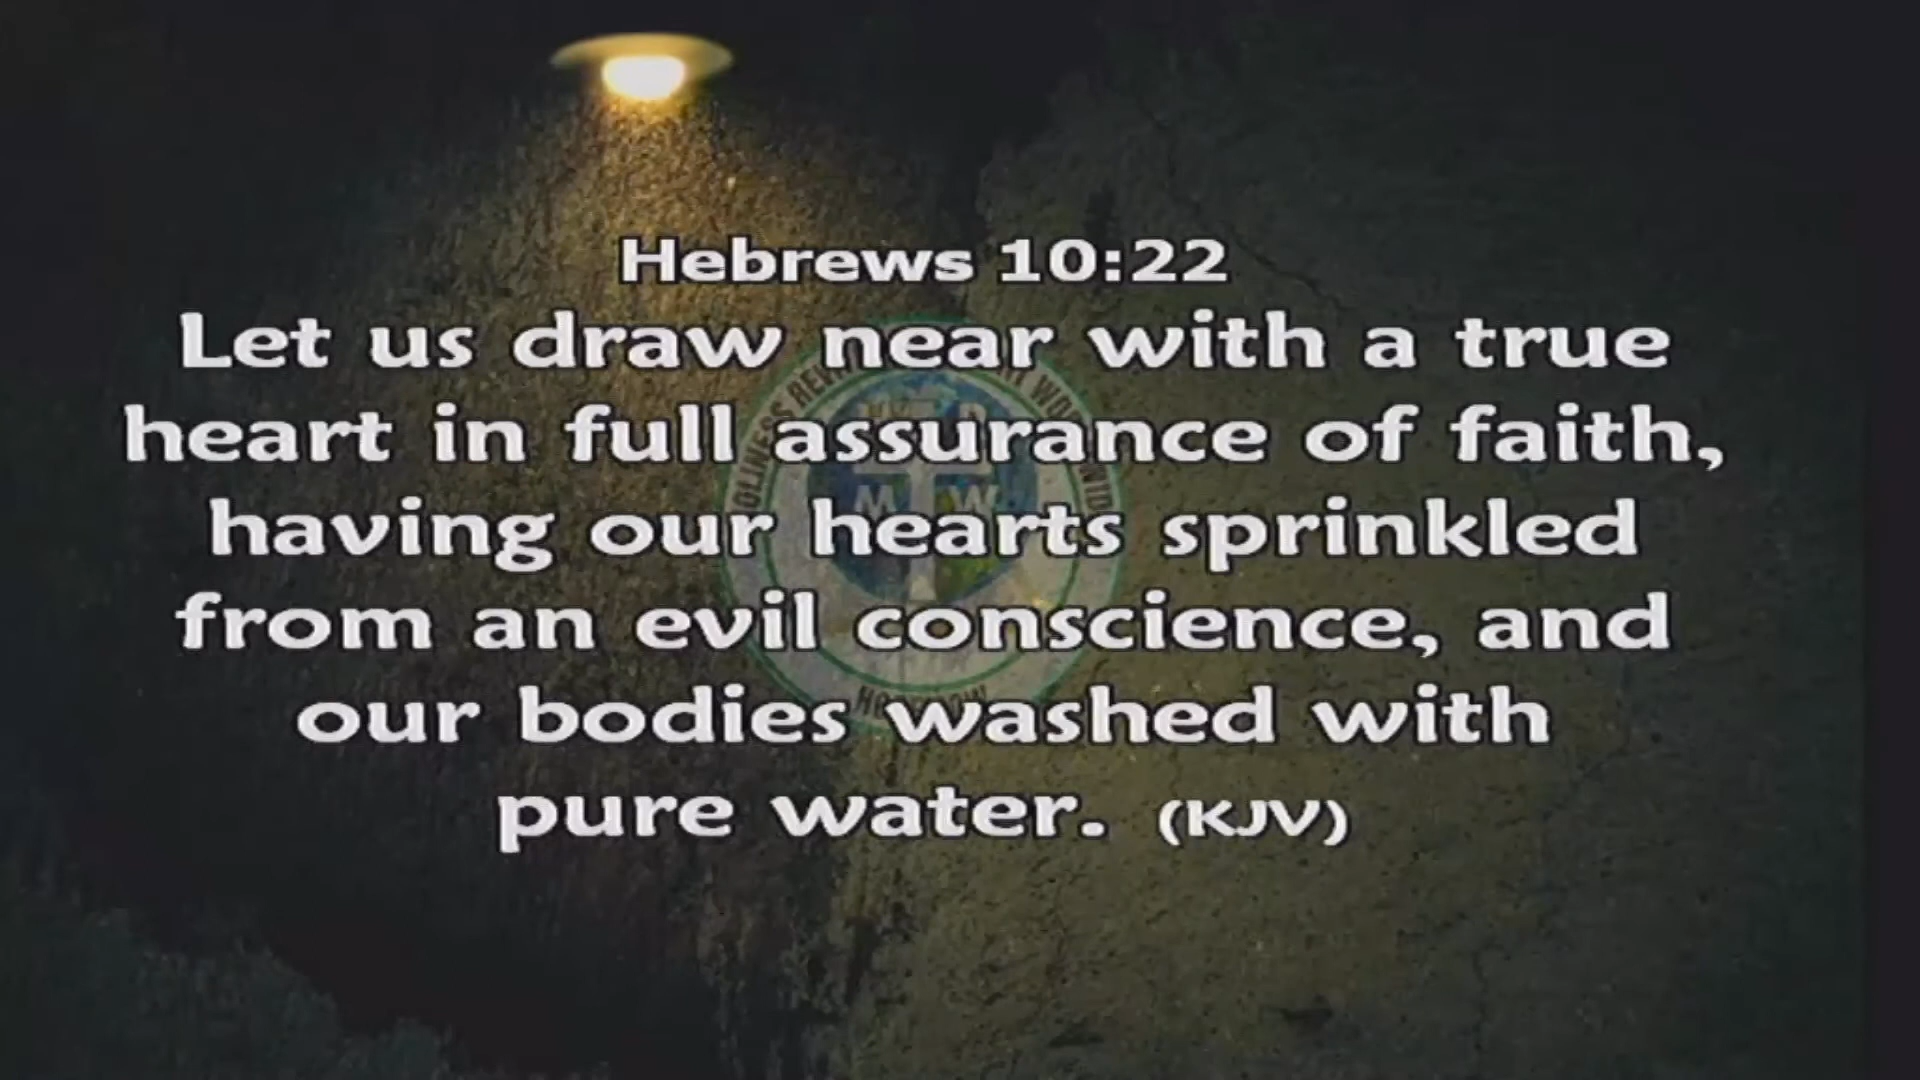 Hebrews 10:22
Let us draw near with a true
heart in full assurance of faith,
having our hearts sprinkled
from an evil conscience, and
our bodies washed with
pure water. (KJV)
M W